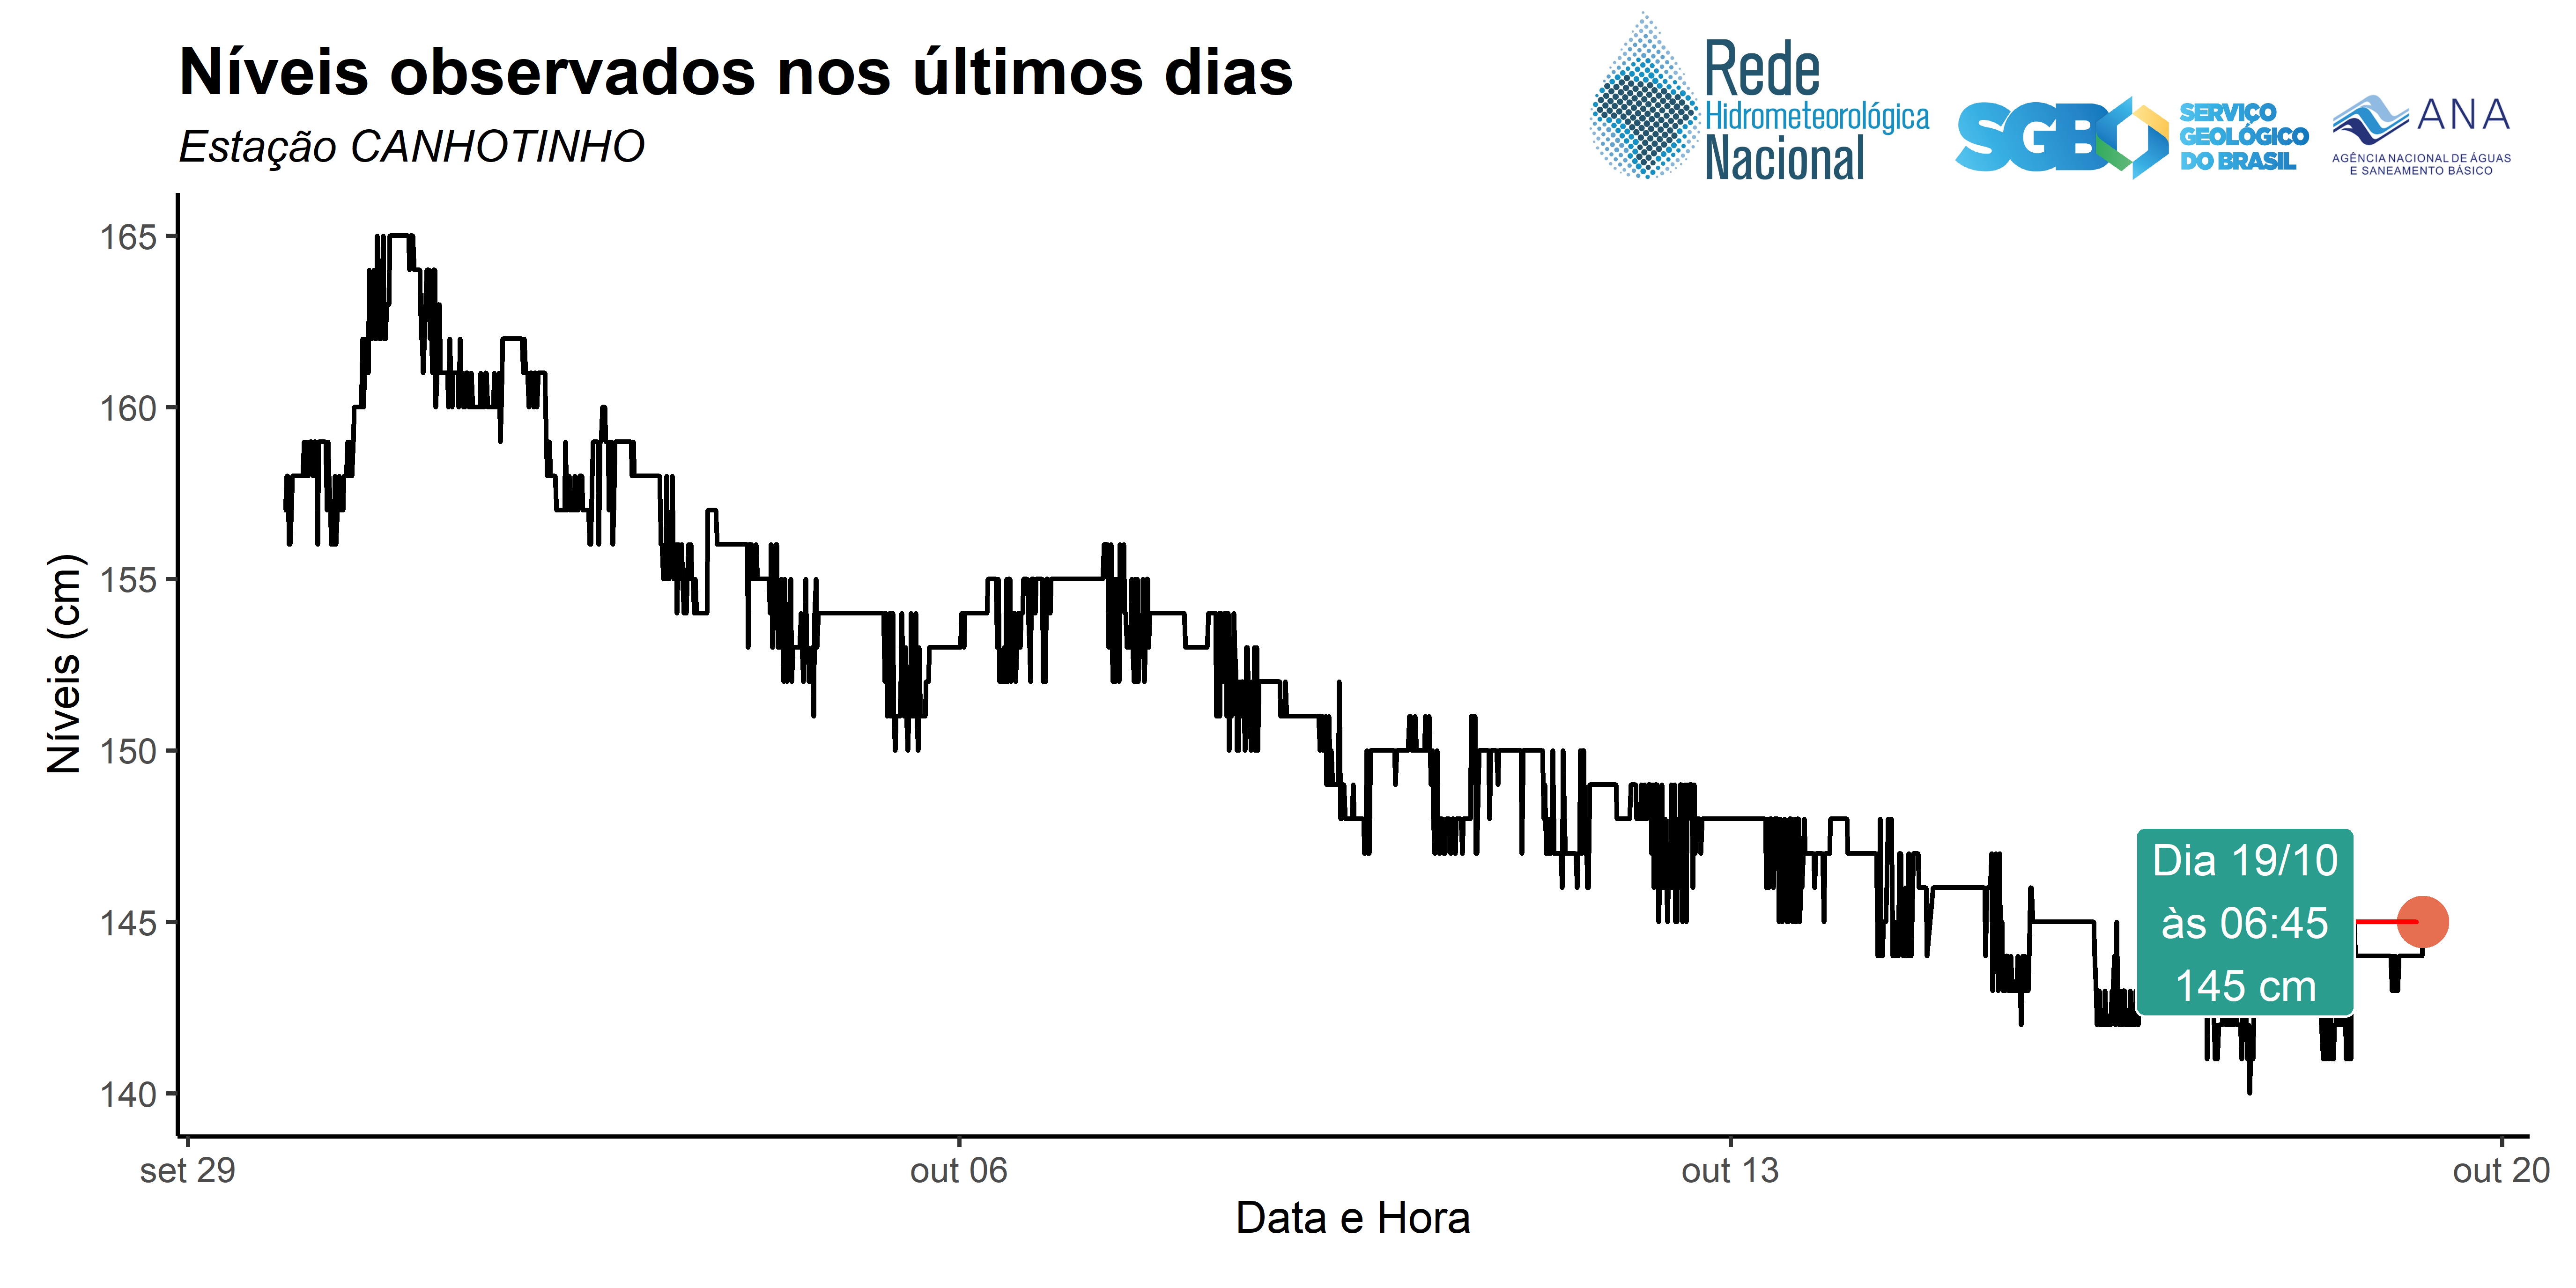 Níveis observados nos últimos dias
Estação CANHOTINHO
Rede
Hidrometeorológica
Nacional
SGB
SERVIÇO
GEOLÓGICO
DO BRASIL
ANA
AGÊNCIA NACIONAL DE ÁGUAS
E SANEAMENTO BÁSICO
Níveis (cm)
165
160
155
150
145
140
Dia 19/10
às 06:45
145 cm
set 29
out 06
out 13
out 20
Data e Hora